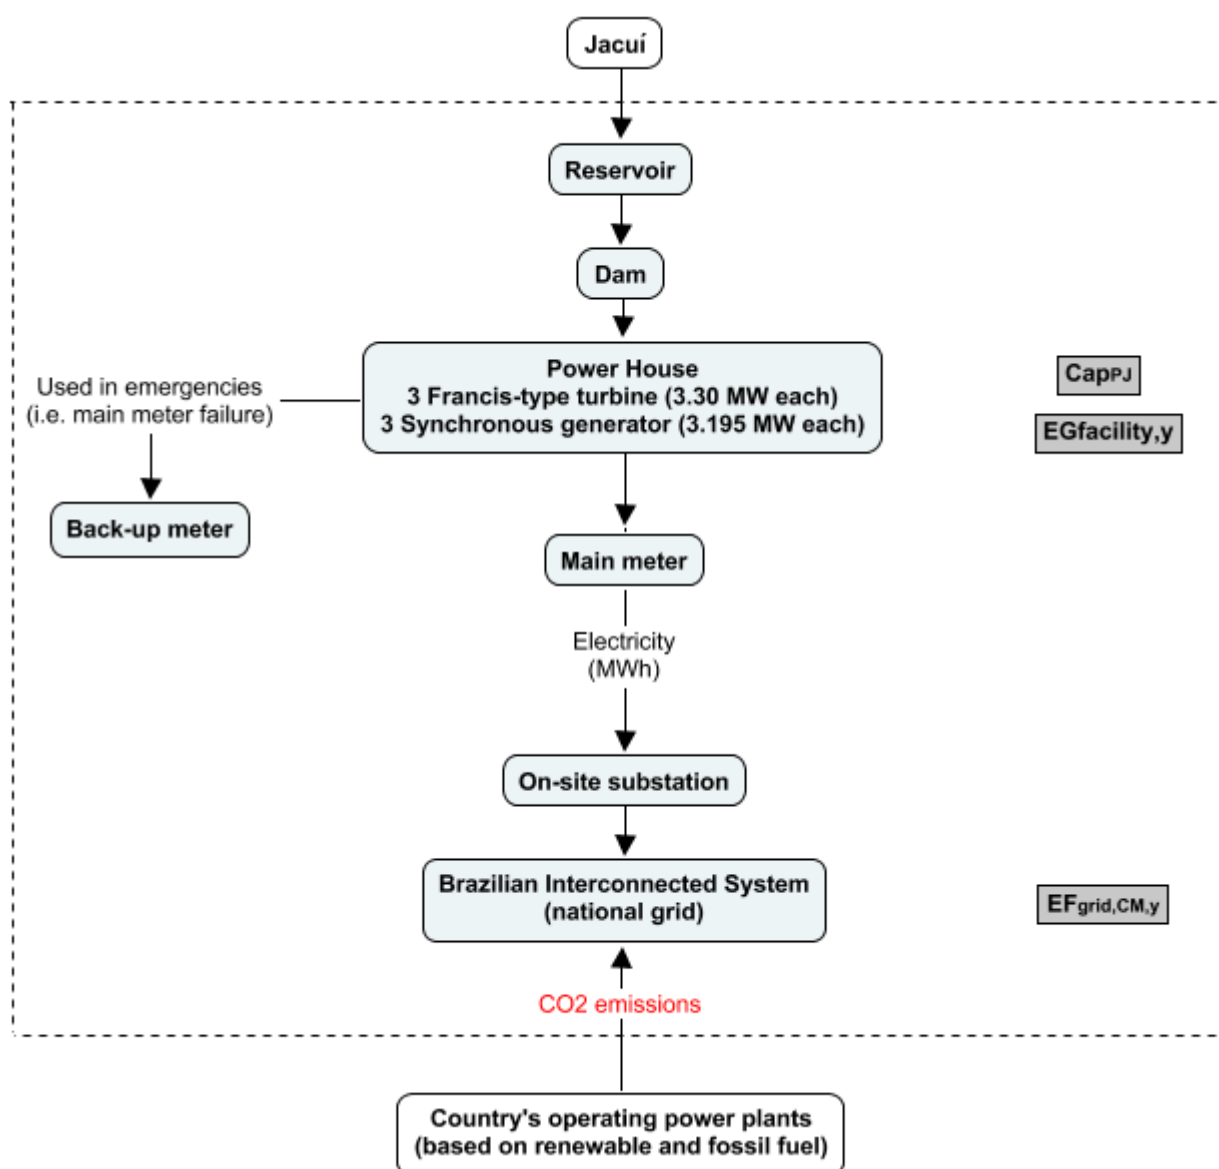 Jacuí
Reservoir
Dam
Power House
3 Francis-type turbine (3.30 MW each)
3 Synchronous generator (3.195 MW each)
CapPJ
EGfacility,y
Used in emergencies
(i.e. main meter failure)
Back-up meter
Main meter
Electricity
(MWh)
On-site substation
Brazilian Interconnected System
(national grid)
EFgrid,CM,y
CO2 emissions
Country's operating power plants
(based on renewable and fossil fuel)